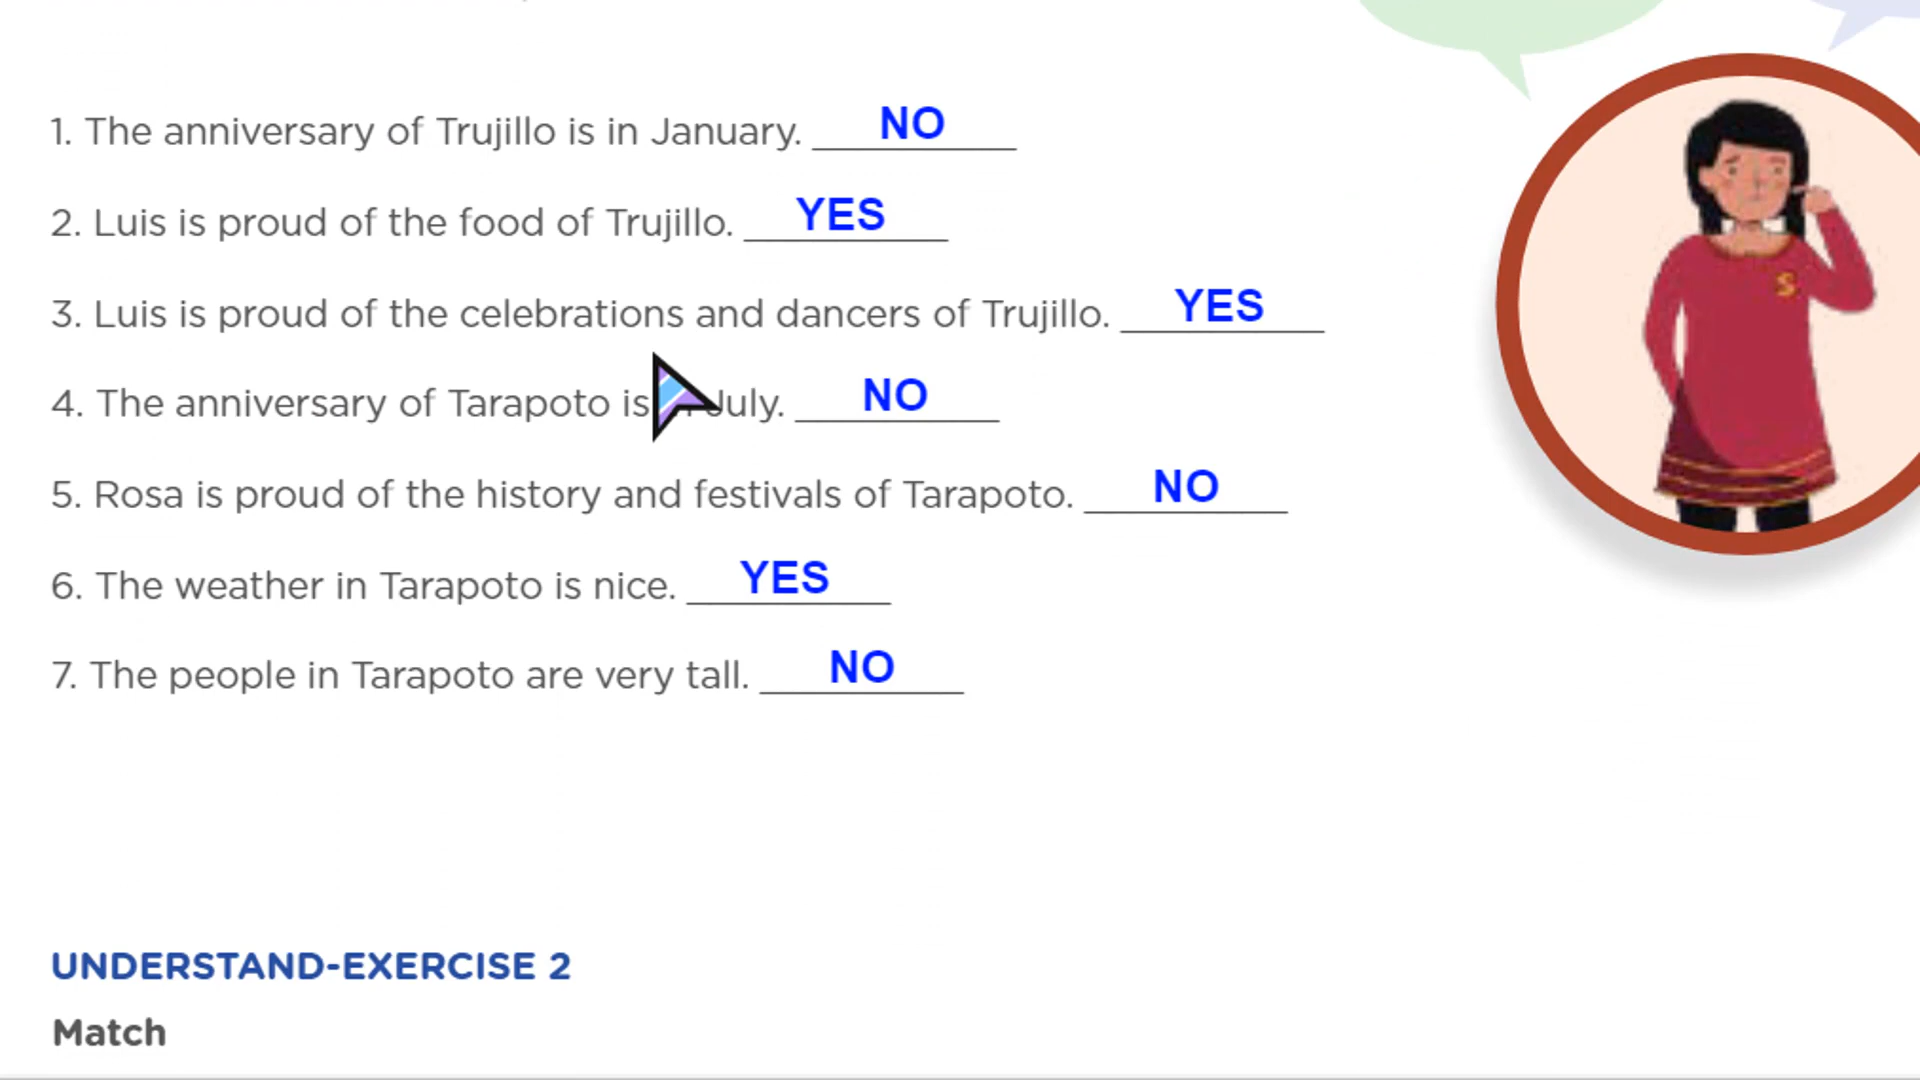 1. The anniversary of Trujillo is in January. NO
2. Luis is proud of the food of Trujillo. YES
3. Luis is proud of the celebrations and dancers of Trujillo. YES
4. The anniversary of Tarapoto is July. NO
5. Rosa is proud of the history and festivals of Tarapoto. NO
6. The weather in Tarapoto is nice. YES
7. The people in Tarapoto are very tall. NO
S
UNDERSTAND-EXERCISE 2
Match